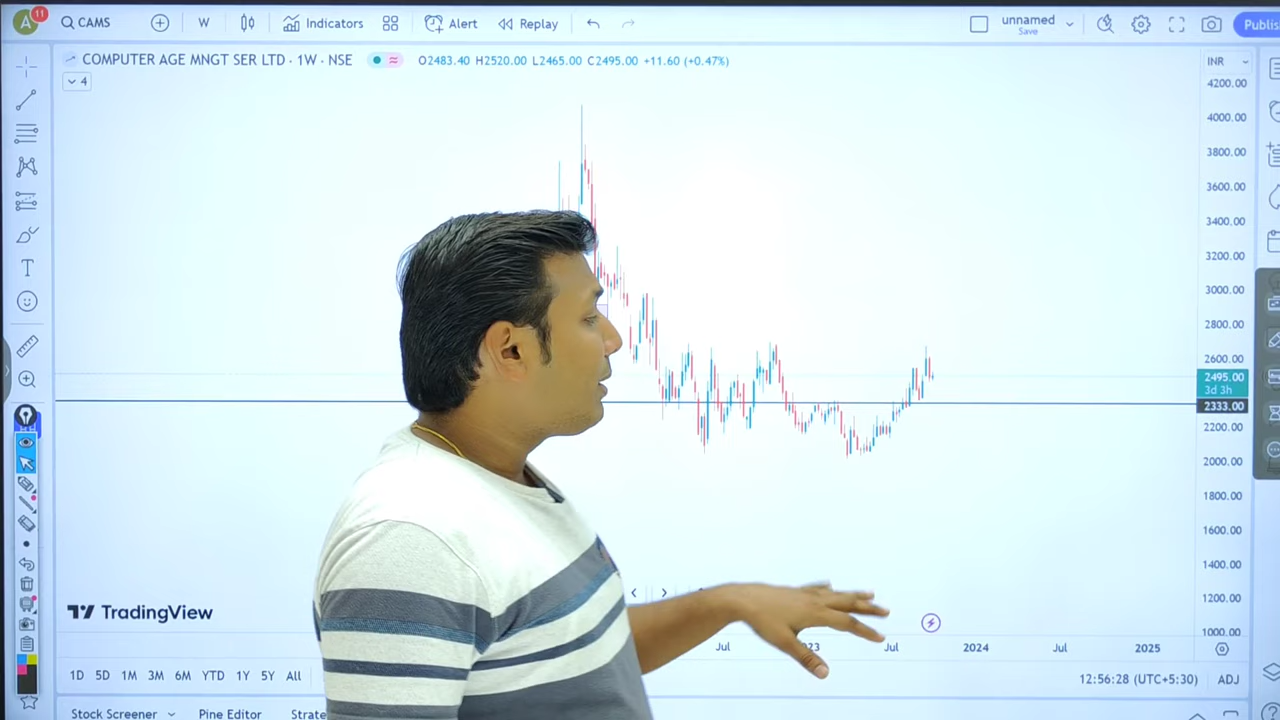 A 11 CAMS W Indicators Alert Replay unnamed Save Publis
COMPUTER AGE MNGT SER LTD · 1W · NSE O2483.40 H2520.00 L2465.00 C2495.00 +11.60 (+0.47%) INR
4
4200.00
4000.00
3800.00
3600.00
3400.00
3200.00
3000.00
2800.00
2600.00
2495.00
3d 3h
2333.00
2200.00
2000.00
1800.00
1600.00
1400.00
1200.00
1000.00
TradingView
Jul 23 Jul 2024 Jul 2025
1D 5D 1M 3M 6M YTD 1Y 5Y All 12:56:28 (UTC+5:30) ADJ
Stock Screener Pine Editor Strate